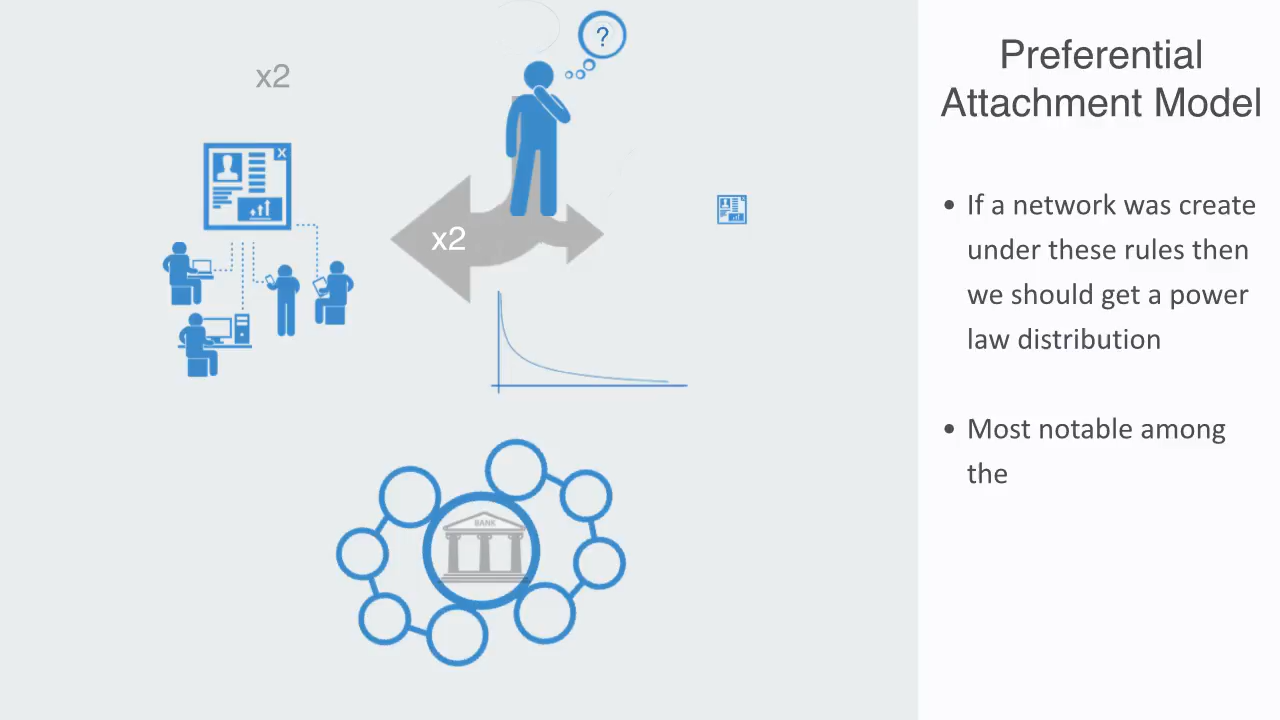 x2
?
x2
BANK
Preferential
Attachment Model
• If a network was create
under these rules then
we should get a power
law distribution
• Most notable among
the